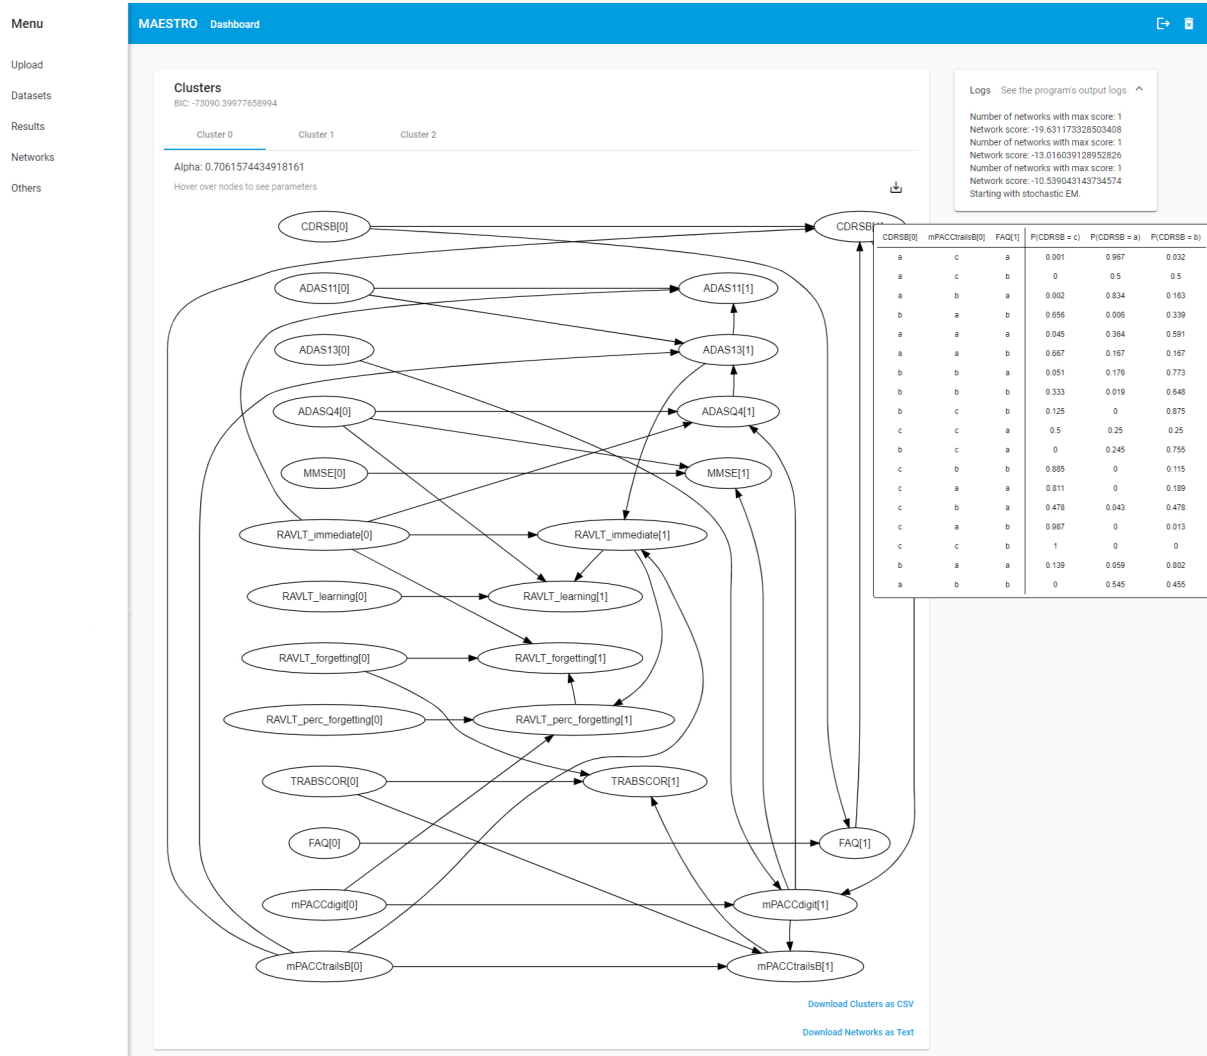 Menu
MAESTRO Dashboard
Upload
Datasets
Results
Networks
Others
Clusters
BIC: -73090.39977658994
Cluster 0 Cluster 1 Cluster 2
Alpha: 0.7061574434918161
Hover over nodes to see parameters
Logs See the program's output logs
Number of networks with max score: 1
Network score: -19.631173328503408
Number of networks with max score: 1
Network score: -13.016039128952826
Number of networks with max score: 1
Network score: -10.539043143734574
Starting with stochastic EM.
CDRSB[0]
ADAS11[0] ADAS11[1]
ADAS13[0] ADAS13[1]
ADASQ4[0] ADASQ4[1]
MMSE[0] MMSE[1]
RAVLT_immediate[0] RAVLT_immediate[1]
RAVLT_learning[0] RAVLT_learning[1]
RAVLT_forgetting[0] RAVLT_forgetting[1]
RAVLT_perc_forgetting[0] RAVLT_perc_forgetting[1]
TRABSCOR[0] TRABSCOR[1]
FAQ[0] FAQ[1]
mPACCdigit[0] mPACCdigit[1]
mPACCtrailsB[0] mPACCtrailsB[1]
CDRSB[0] mPACCtrailsB[0] FAQ[1] P(CDRSB = c) P(CDRSB = a) P(CDRSB = b)
a c a 0.001 0.967 0.032
a c b 0 0.5 0.5
a b a 0.002 0.834 0.163
b a b 0.656 0.006 0.339
a a a 0.045 0.364 0.591
a a b 0.667 0.167 0.167
b b a 0.051 0.176 0.773
b b b 0.333 0.019 0.648
b c b 0.125 0 0.875
c c a 0.5 0.25 0.25
b c a 0 0.245 0.755
c b b 0.885 0 0.115
c a a 0.811 0 0.189
c b a 0.478 0.043 0.478
c a b 0.987 0 0.013
c c b 1 0 0
b a a 0.139 0.059 0.802
a b b 0 0.545 0.455
Download Clusters as CSV
Download Networks as Text